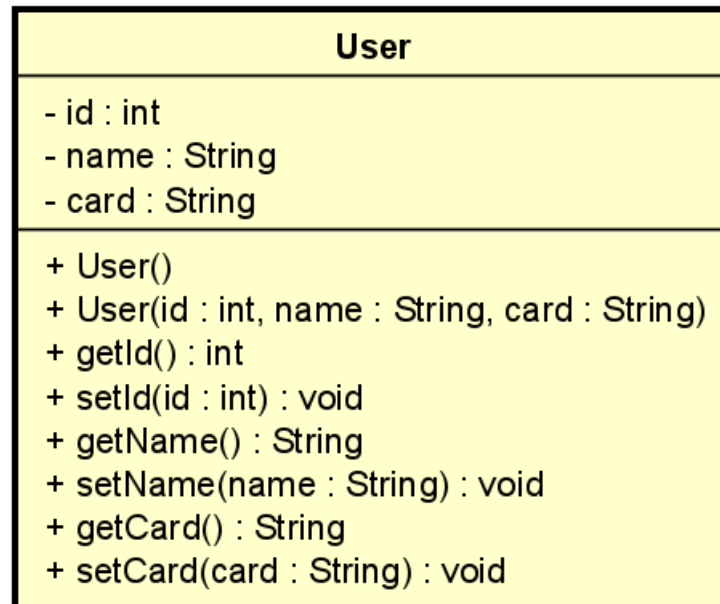 User
- id : int
- name : String
- card : String
+ User()
+ User(id : int, name : String, card : String)
+ getId() : int
+ setId(id : int) : void
+ getName() : String
+ setName(name : String) : void
+ getCard() : String
+ setCard(card : String) : void